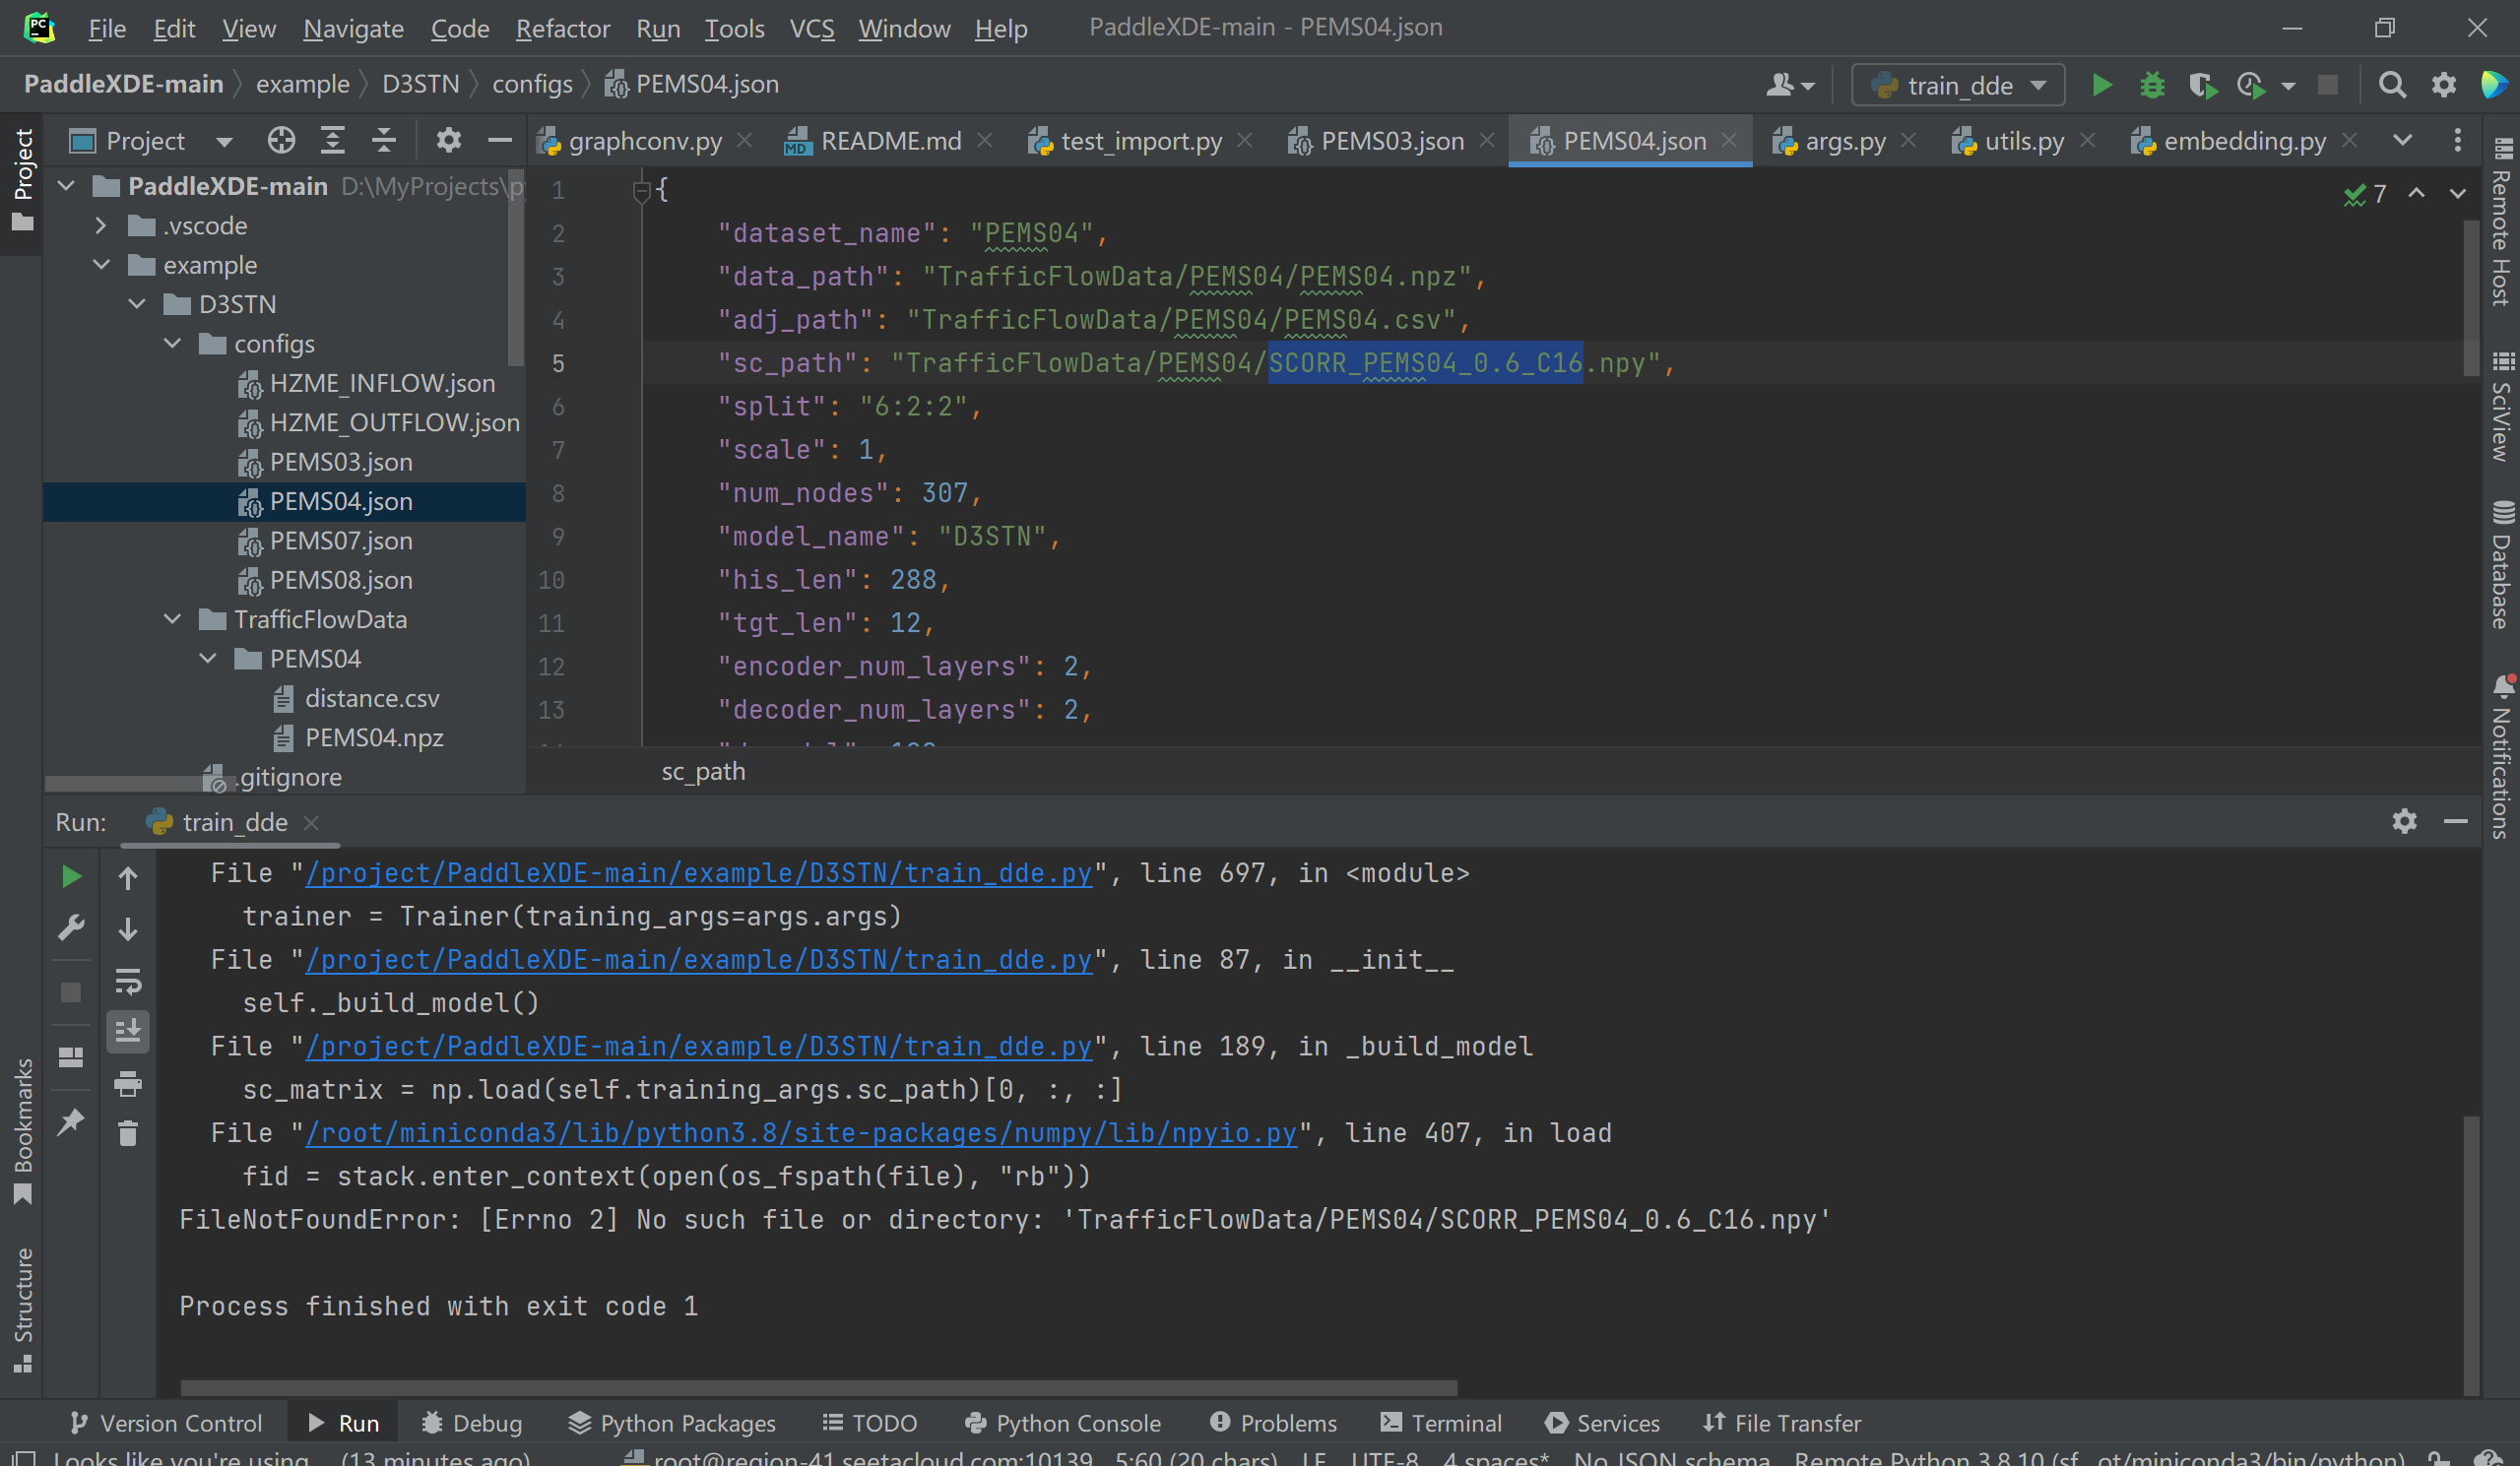 File Edit View Navigate Code Refactor Run Tools VCS Window Help PaddleXDE-main - PEMS04.json
PaddleXDE-main example D3STN configs PEMS04.json train_dde
Project graphconv.py README.md test_import.py PEMS03.json PEMS04.json args.py utils.py embedding.py
Project
Remote Host
SciView
Database
Notifications
PaddleXDE-main D:\MyProjects\p
.vscode
example
D3STN
configs
HZME_INFLOW.json
HZME_OUTFLOW.json
PEMS03.json
PEMS04.json
PEMS07.json
PEMS08.json
TrafficFlowData
PEMS04
distance.csv
PEMS04.npz
.gitignore
7
1 {
2 "dataset_name": "PEMS04",
3 "data_path": "TrafficFlowData/PEMS04/PEMS04.npz",
4 "adj_path": "TrafficFlowData/PEMS04/PEMS04.csv",
5 "sc_path": "TrafficFlowData/PEMS04/SCORR_PEMS04_0.6_C16.npy",
6 "split": "6:2:2",
7 "scale": 1,
8 "num_nodes": 307,
9 "model_name": "D3STN",
10 "his_len": 288,
11 "tgt_len": 12,
12 "encoder_num_layers": 2,
13 "decoder_num_layers": 2,
sc_path
Run: train_dde
File "/project/PaddleXDE-main/example/D3STN/train_dde.py", line 697, in <module>
trainer = Trainer(training_args=args.args)
File "/project/PaddleXDE-main/example/D3STN/train_dde.py", line 87, in __init__
self._build_model()
File "/project/PaddleXDE-main/example/D3STN/train_dde.py", line 189, in _build_model
sc_matrix = np.load(self.training_args.sc_path)[0, :, :]
File "/root/miniconda3/lib/python3.8/site-packages/numpy/lib/npyio.py", line 407, in load
fid = stack.enter_context(open(os_fspath(file), "rb"))
FileNotFoundError: [Errno 2] No such file or directory: 'TrafficFlowData/PEMS04/SCORR_PEMS04_0.6_C16.npy'
Process finished with exit code 1
Bookmarks
Structure
Version Control Run Debug Python Packages TODO Python Console Problems Terminal Services File Transfer
Looks like you're using... (13 minutes ago) root@region-41.seetacloud.com:10139 5:60 (20 chars) LF UTF-8 4 spaces* No JSON schema Remote Python 3.8.10 (sf...ot/miniconda3/bin/python)